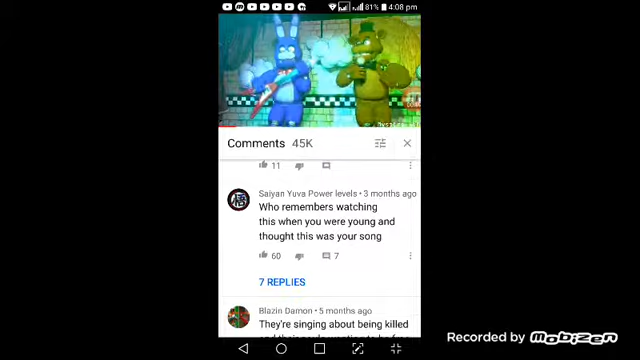 81% 4:08 pm
Comments 45K
11
Saiyan Yuva Power levels • 3 months ago
Who remembers watching
this when you were young and
thought this was your song
60 7
7 REPLIES
Blazin Damon • 5 months ago
They're singing about being killed
Recorded by Mobizen